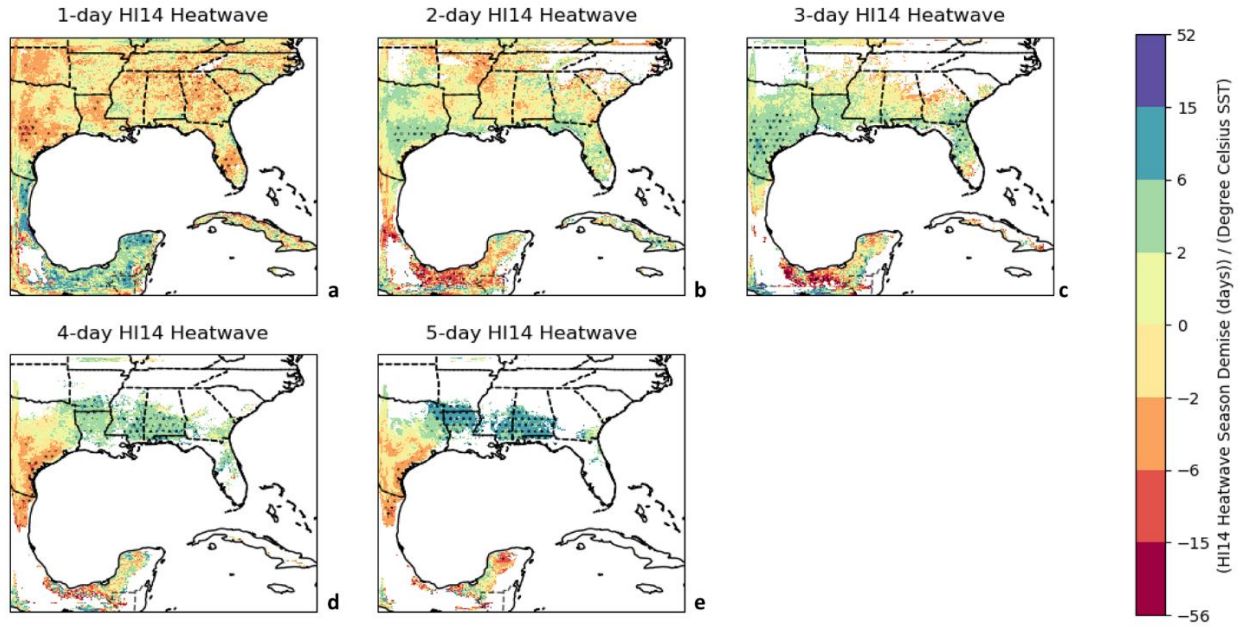 1-day HI14 Heatwave
2-day HI14 Heatwave
3-day HI14 Heatwave
a
b
c
4-day HI14 Heatwave
5-day HI14 Heatwave
d
e
52
15
6
2
0
−2
−6
−15
−56
(HI14 Heatwave Season Demise (days)) / (Degree Celsius SST)